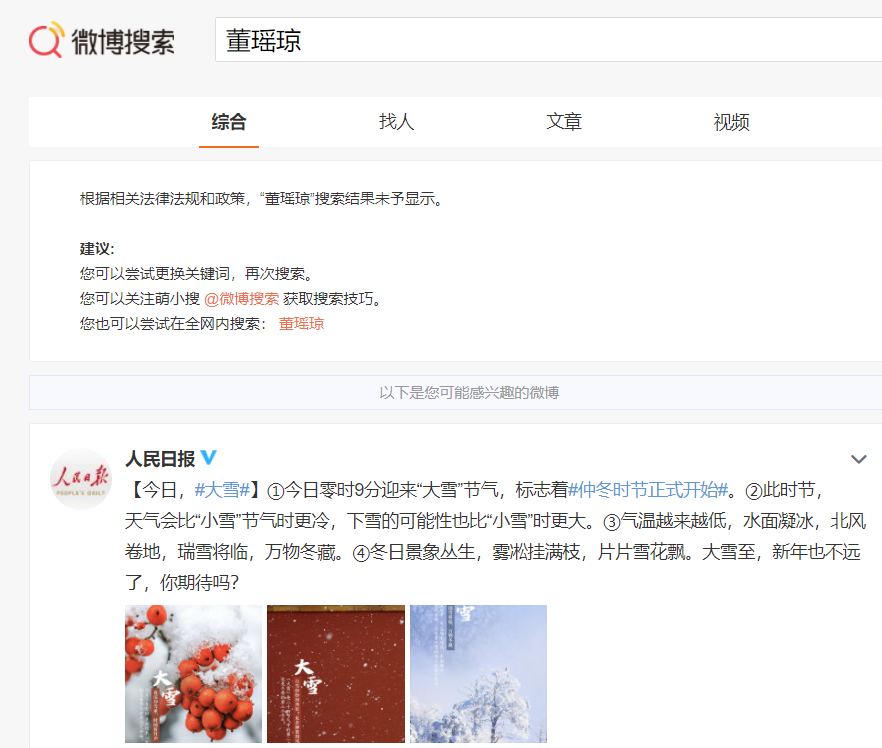 微博搜索
董瑶琼
综合 找人 文章 视频
根据相关法律法规和政策，“董瑶琼”搜索结果未予显示。
建议:
您可以尝试更换关键词，再次搜索。
您可以关注萌小搜 @微博搜索 获取搜索技巧。
您也可以尝试在全网内搜索： 董瑶琼
以下是您可能感兴趣的微博
人民日报
人民日报
PEOPLE'S DAILY
【今日，#大雪#】①今日零时9分迎来“大雪”节气，标志着#仲冬时节正式开始#。②此时节，
天气会比“小雪”节气时更冷，下雪的可能性也比“小雪”时更大。③气温越来越低，水面凝冰，北风
卷地，瑞雪将临，万物冬藏。④冬日景象丛生，雾凇挂满枝，片片雪花飘。大雪至，新年也不远
了，你期待吗？
大雪
大雪
雪